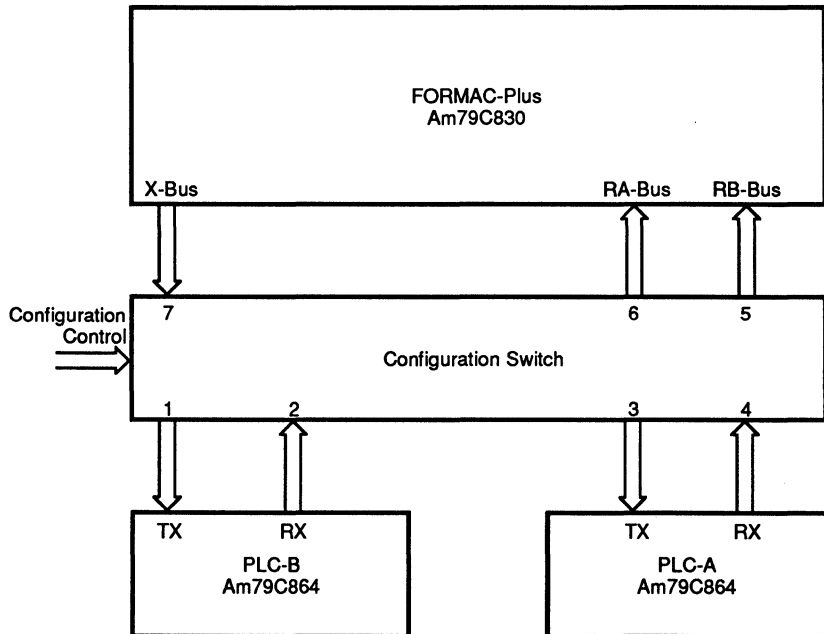 FORMAC-Plus
Am79C830
X-Bus
RA-Bus
RB-Bus
Configuration
Control
7
6
5
Configuration Switch
1
2
3
4
TX
RX
PLC-B
Am79C864
TX
RX
PLC-A
Am79C864